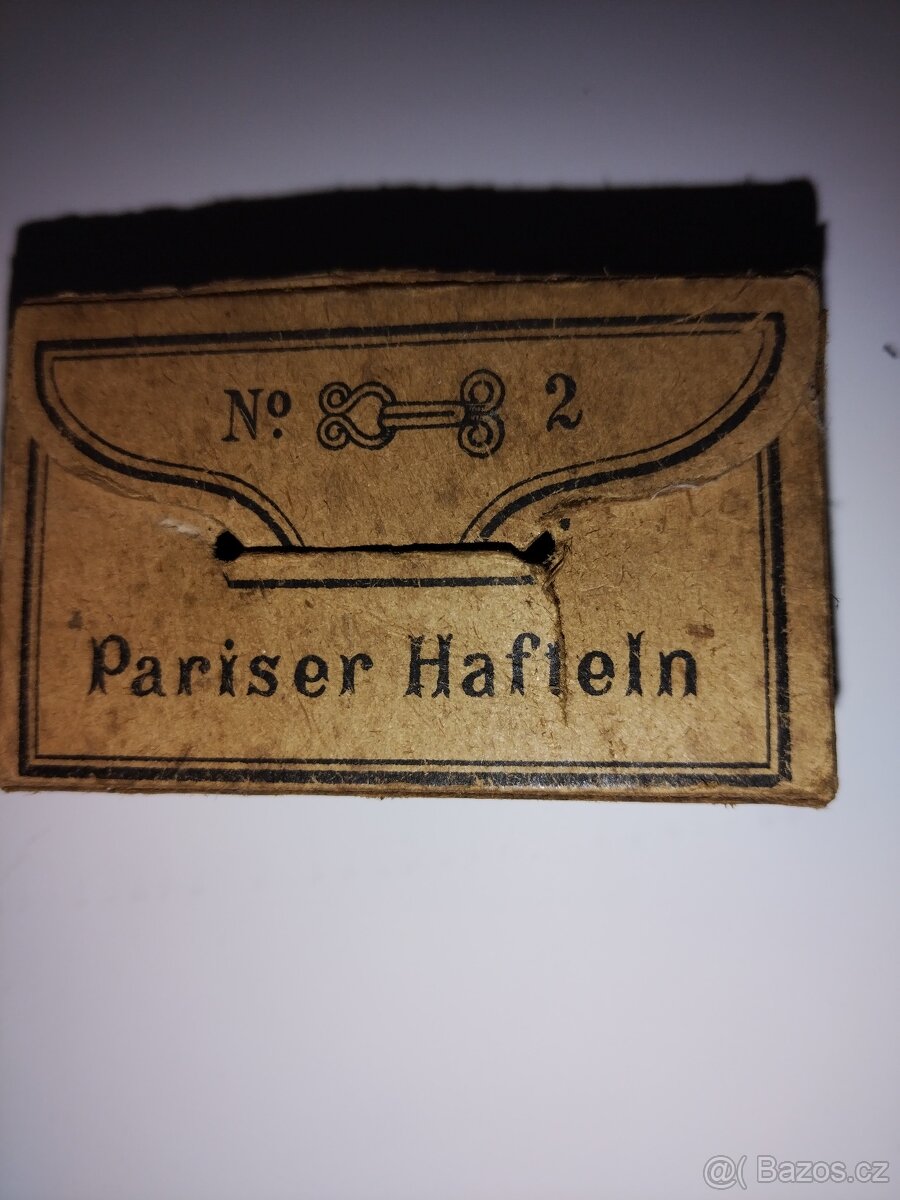 Nº 2
Pariser Hafteln
@( Bazos.cz